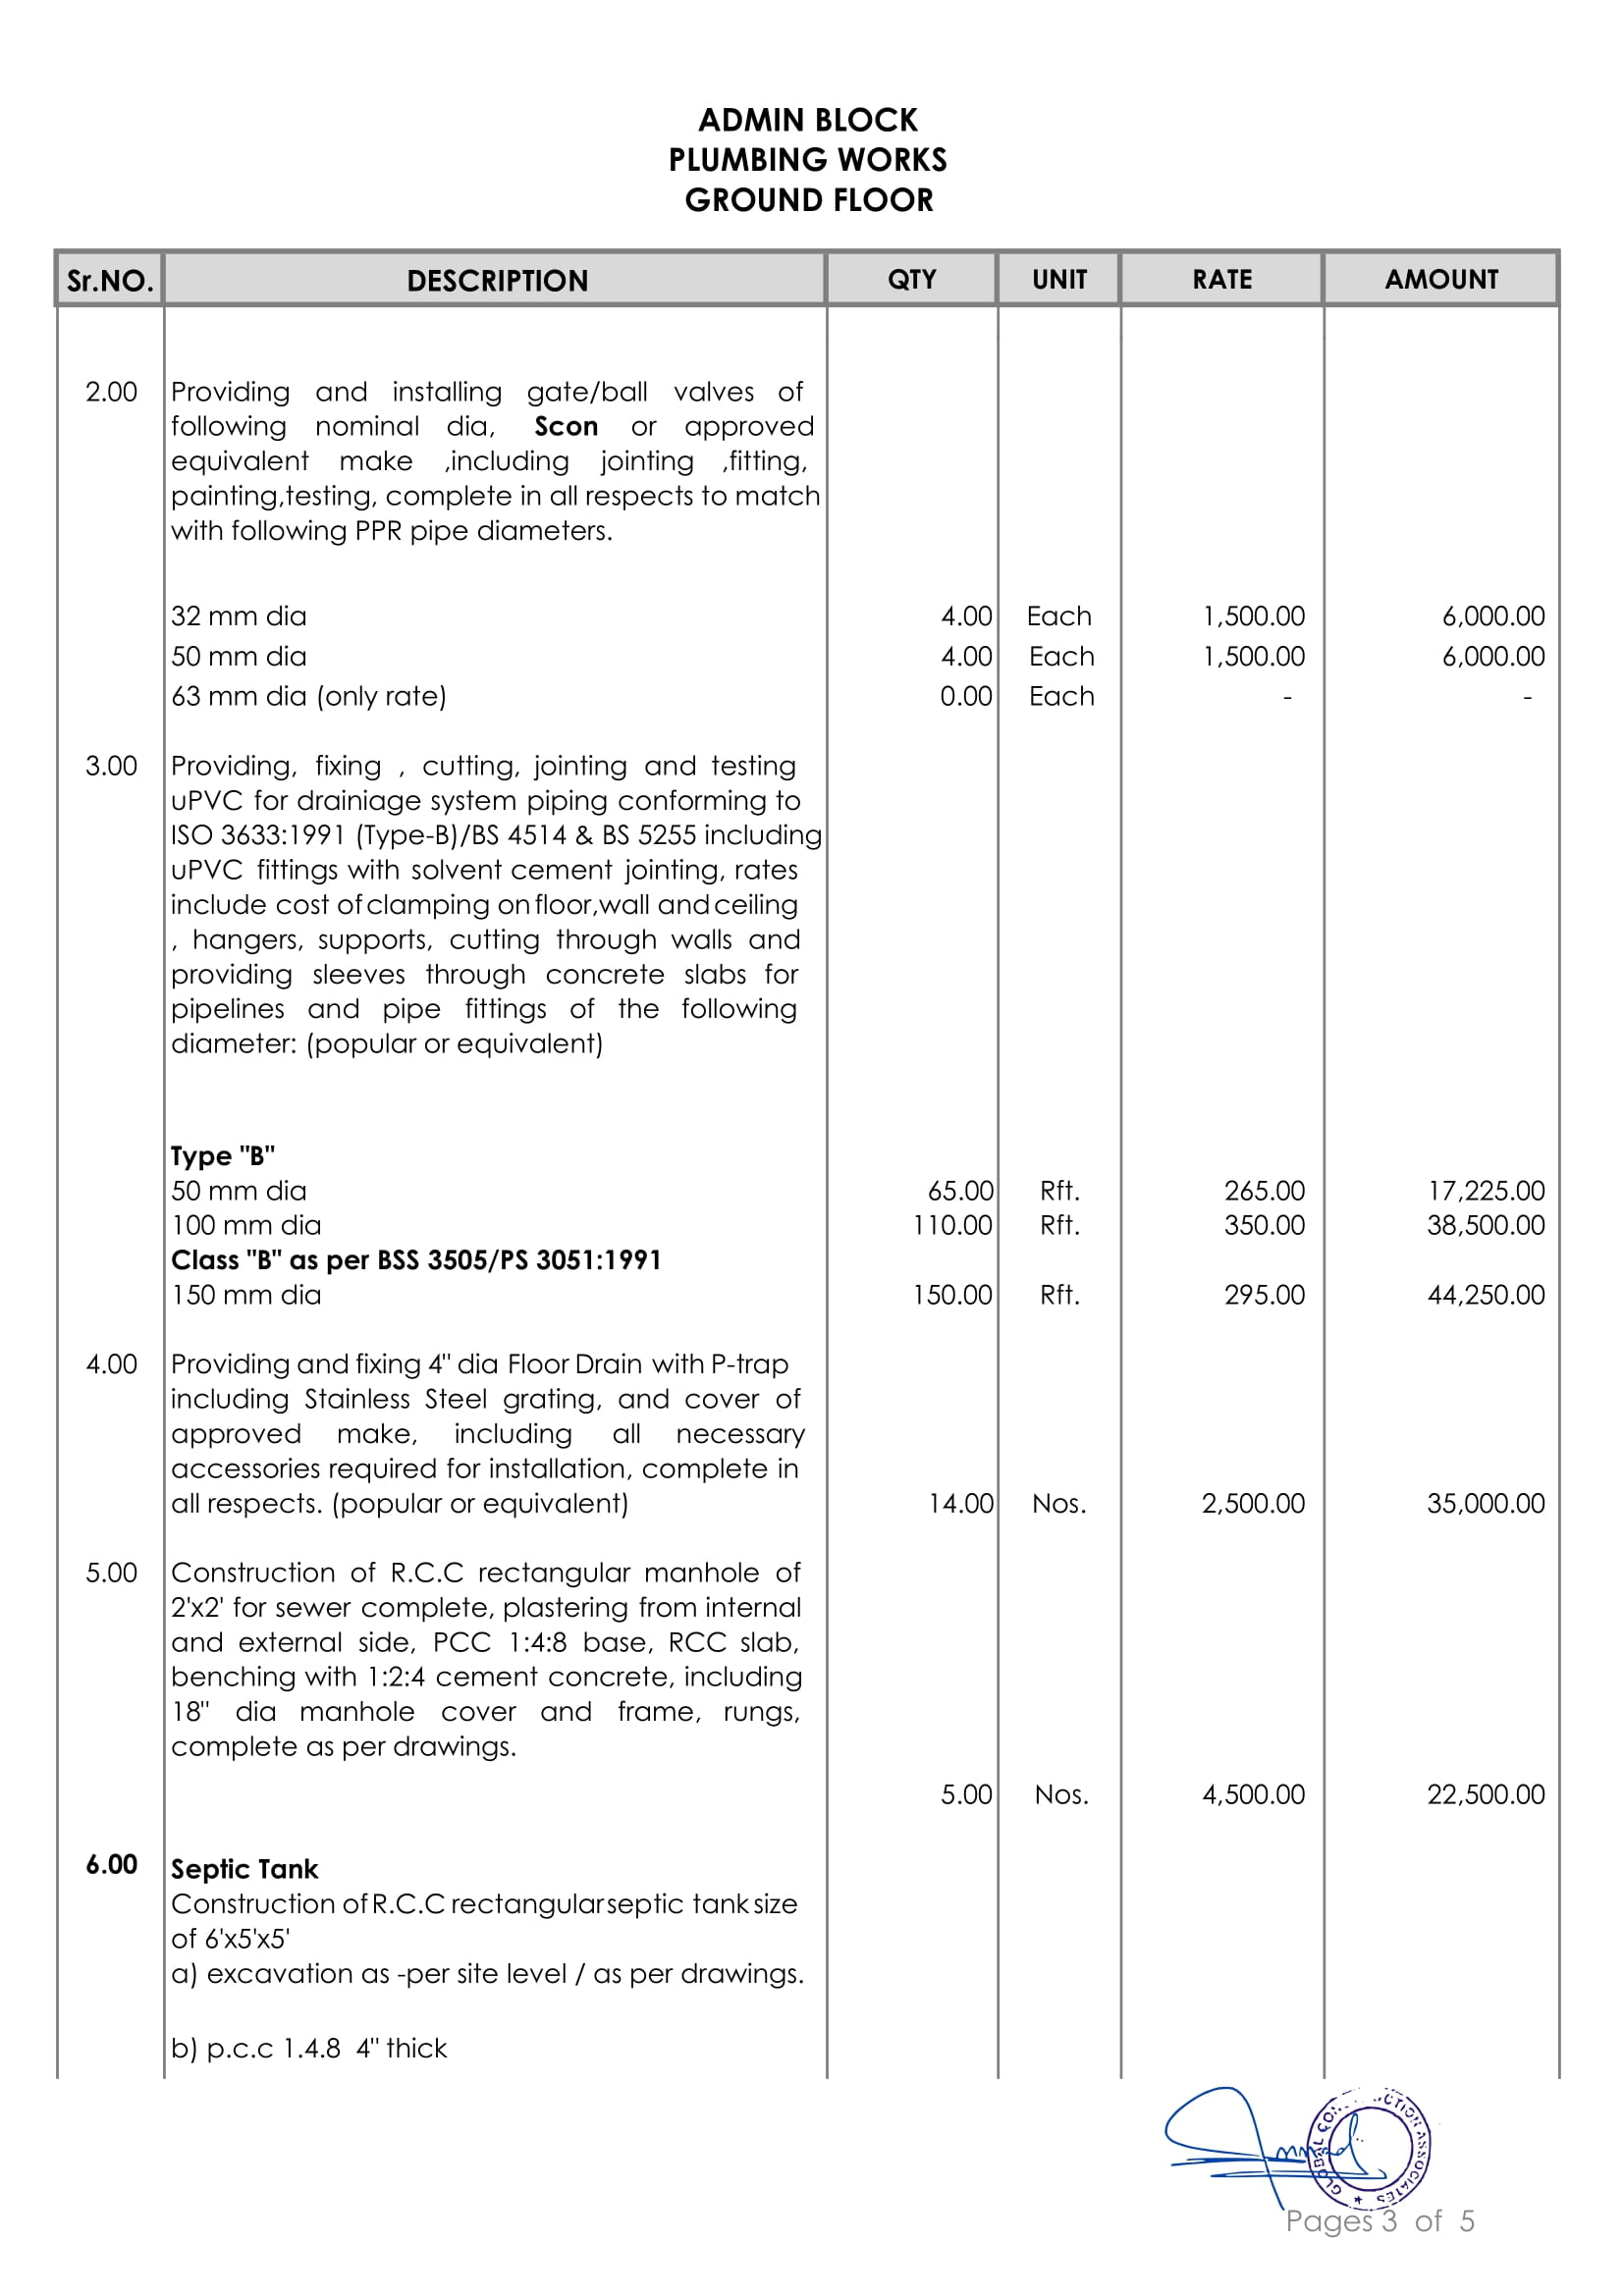 ADMIN BLOCK
PLUMBING WORKS
GROUND FLOOR
Sr.NO. DESCRIPTION QTY UNIT RATE AMOUNT
2.00 Providing and installing gate/ball valves of
following nominal dia, Scon or approved
equivalent make ,including jointing ,fitting,
painting,testing, complete in all respects to match
with following PPR pipe diameters.
32 mm dia 4.00 Each 1,500.00 6,000.00
50 mm dia 4.00 Each 1,500.00 6,000.00
63 mm dia (only rate) 0.00 Each - -
3.00 Providing, fixing , cutting, jointing and testing
uPVC for drainiage system piping conforming to
ISO 3633:1991 (Type-B)/BS 4514 & BS 5255 including
uPVC fittings with solvent cement jointing, rates
include cost of clamping on floor,wall and ceiling
, hangers, supports, cutting through walls and
providing sleeves through concrete slabs for
pipelines and pipe fittings of the following
diameter: (popular or equivalent)
Type "B"
50 mm dia 65.00 Rft. 265.00 17,225.00
100 mm dia 110.00 Rft. 350.00 38,500.00
Class "B" as per BSS 3505/PS 3051:1991
150 mm dia 150.00 Rft. 295.00 44,250.00
4.00 Providing and fixing 4" dia Floor Drain with P-trap
including Stainless Steel grating, and cover of
approved make, including all necessary
accessories required for installation, complete in
all respects. (popular or equivalent) 14.00 Nos. 2,500.00 35,000.00
5.00 Construction of R.C.C rectangular manhole of
2'x2' for sewer complete, plastering from internal
and external side, PCC 1:4:8 base, RCC slab,
benching with 1:2:4 cement concrete, including
18" dia manhole cover and frame, rungs,
complete as per drawings.
5.00 Nos. 4,500.00 22,500.00
6.00 Septic Tank
Construction of R.C.C rectangular septic tank size
of 6'x5'x5'
a) excavation as -per site level / as per drawings.
b) p.c.c 1.4.8 4" thick
GLOBAL ASSOCIATES
Pages 3 of 5